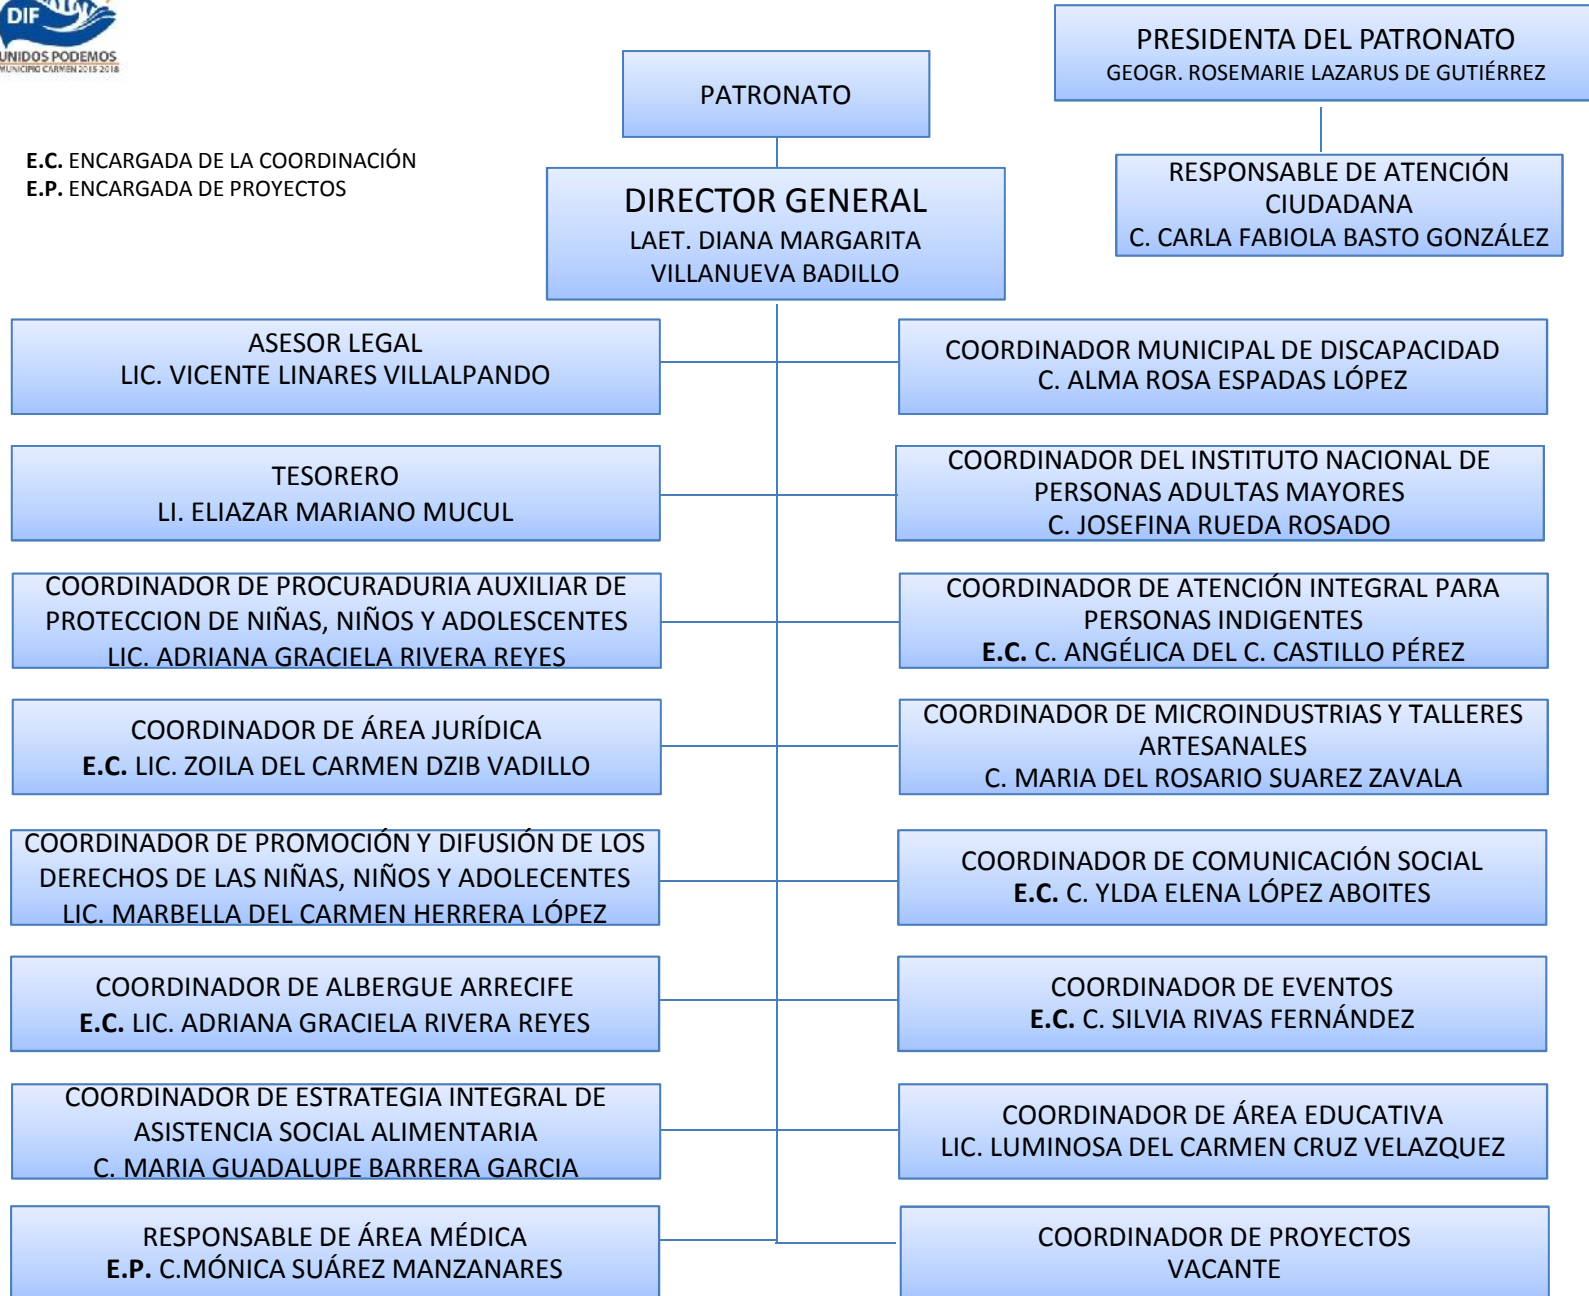 DIF
UNIDOS PODEMOS
MUNICIPIO CARMEN 2015 2018
PRESIDENTA DEL PATRONATO
GEOGR. ROSEMARIE LAZARUS DE GUTIÉRREZ
PATRONATO
E.C. ENCARGADA DE LA COORDINACIÓN
E.P. ENCARGADA DE PROYECTOS
RESPONSABLE DE ATENCIÓN
CIUDADANA
C. CARLA FABIOLA BASTO GONZÁLEZ
DIRECTOR GENERAL
LAET. DIANA MARGARITA
VILLANUEVA BADILLO
ASESOR LEGAL
LIC. VICENTE LINARES VILLALPANDO
COORDINADOR MUNICIPAL DE DISCAPACIDAD
C. ALMA ROSA ESPADAS LÓPEZ
TESORERO
LI. ELIAZAR MARIANO MUCUL
COORDINADOR DEL INSTITUTO NACIONAL DE
PERSONAS ADULTAS MAYORES
C. JOSEFINA RUEDA ROSADO
COORDINADOR DE PROCURADURIA AUXILIAR DE
PROTECCION DE NIÑAS, NIÑOS Y ADOLESCENTES
LIC. ADRIANA GRACIELA RIVERA REYES
COORDINADOR DE ATENCIÓN INTEGRAL PARA
PERSONAS INDIGENTES
E.C. C. ANGÉLICA DEL C. CASTILLO PÉREZ
COORDINADOR DE ÁREA JURÍDICA
E.C. LIC. ZOILA DEL CARMEN DZIB VADILLO
COORDINADOR DE MICROINDUSTRIAS Y TALLERES
ARTESANALES
C. MARIA DEL ROSARIO SUAREZ ZAVALA
COORDINADOR DE PROMOCIÓN Y DIFUSIÓN DE LOS
DERECHOS DE LAS NIÑAS, NIÑOS Y ADOLECENTES
LIC. MARBELLA DEL CARMEN HERRERA LÓPEZ
COORDINADOR DE COMUNICACIÓN SOCIAL
E.C. C. YLDA ELENA LÓPEZ ABOITES
COORDINADOR DE ALBERGUE ARRECIFE
E.C. LIC. ADRIANA GRACIELA RIVERA REYES
COORDINADOR DE EVENTOS
E.C. C. SILVIA RIVAS FERNÁNDEZ
COORDINADOR DE ESTRATEGIA INTEGRAL DE
ASISTENCIA SOCIAL ALIMENTARIA
C. MARIA GUADALUPE BARRERA GARCIA
COORDINADOR DE ÁREA EDUCATIVA
LIC. LUMINOSA DEL CARMEN CRUZ VELAZQUEZ
RESPONSABLE DE ÁREA MÉDICA
E.P. C.MÓNICA SUÁREZ MANZANARES
COORDINADOR DE PROYECTOS
VACANTE